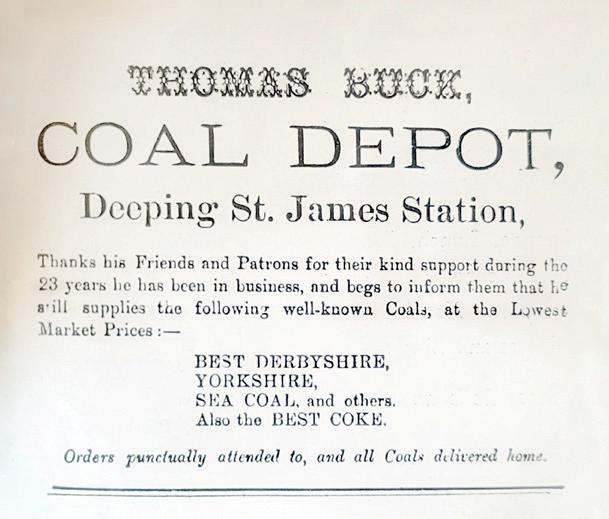 THOMAS BUCK,
COAL DEPOT,
Deeping St. James Station,
Thanks his Friends and Patrons for their kind support during the
23 years he has been in business, and begs to inform them that he
still supplies the following well-known Coals, at the Lowest
Market Prices :—
BEST DERBYSHIRE,
YORKSHIRE,
SEA COAL, and others.
Also the BEST COKE.
Orders punctually attended to, and all Coals delivered home.